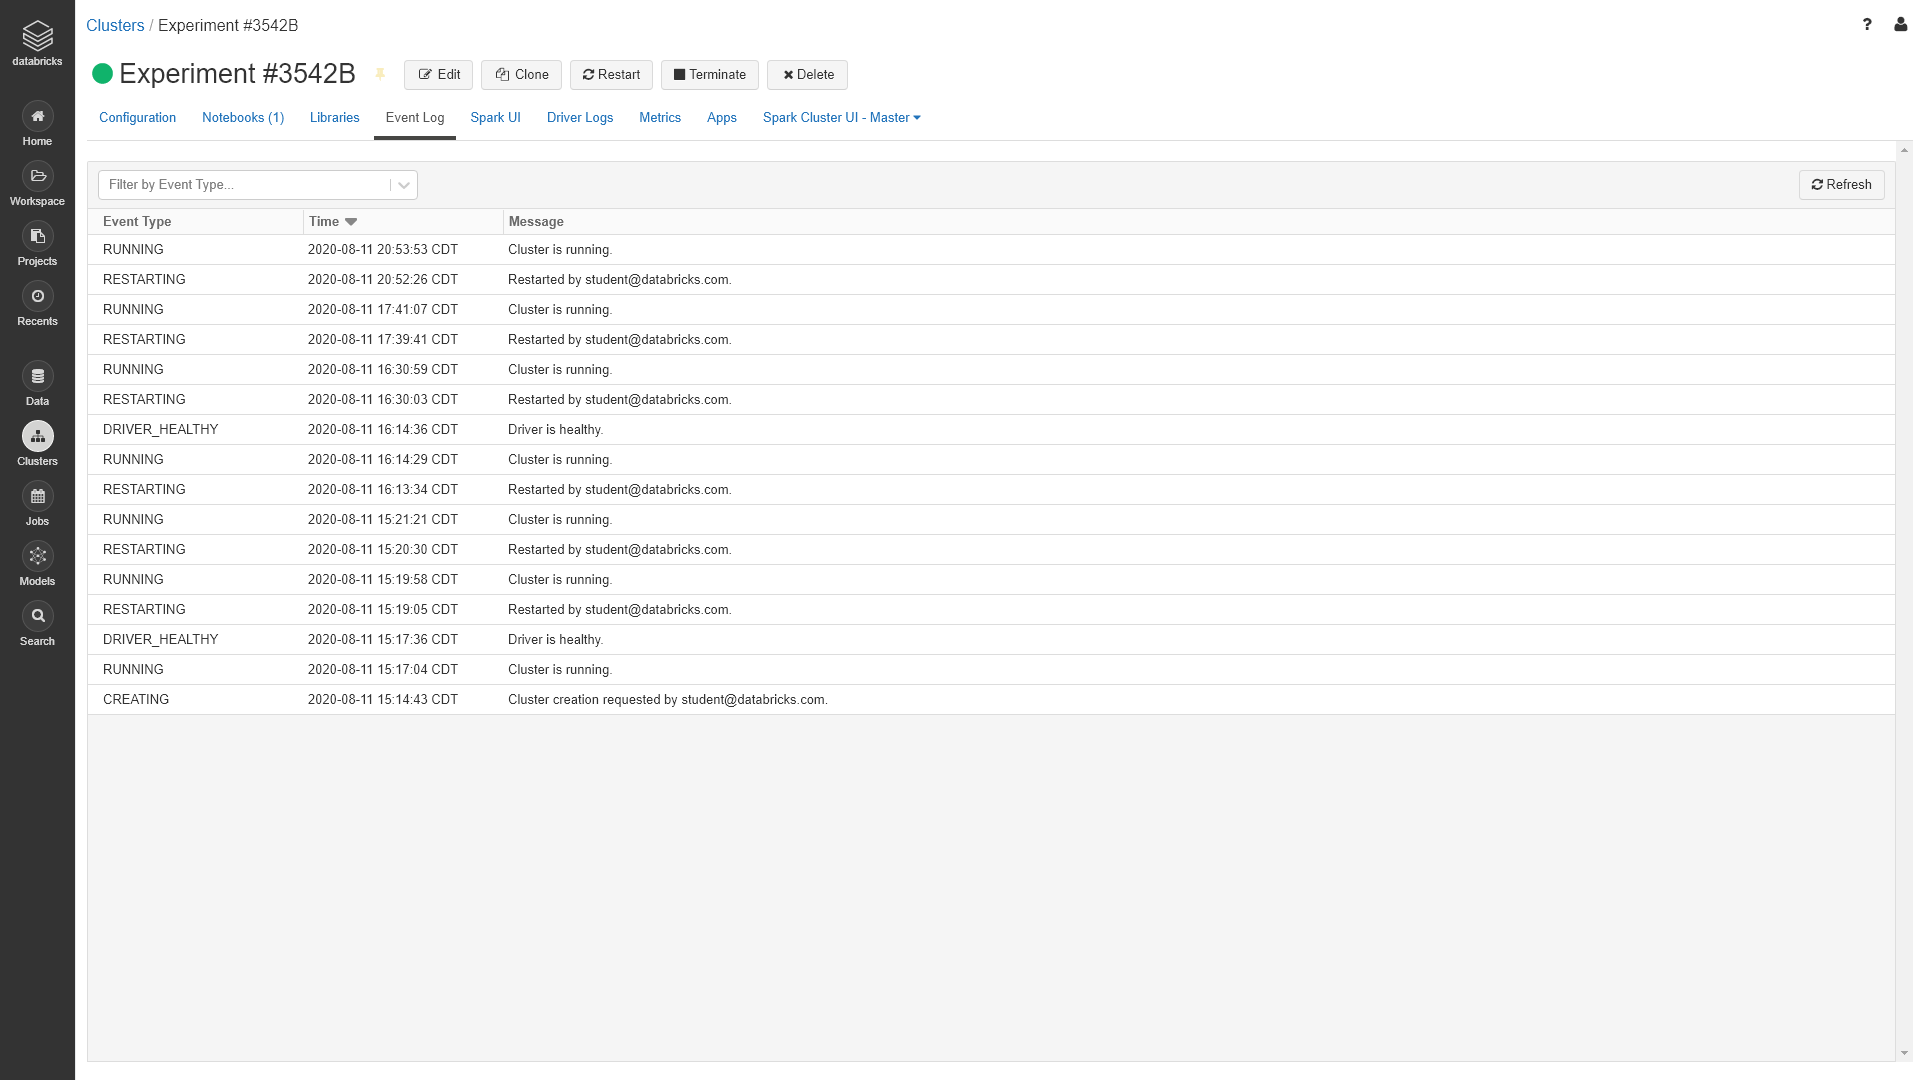 databricks
Home
Workspace
Projects
Recents
Data
Clusters
Jobs
Models
Search
Clusters / Experiment #3542B
?
Experiment #3542B Edit Clone Restart Terminate Delete
Configuration Notebooks (1) Libraries Event Log Spark UI Driver Logs Metrics Apps Spark Cluster UI - Master
Filter by Event Type... Refresh
Event Type Time Message
RUNNING 2020-08-11 20:53:53 CDT Cluster is running.
RESTARTING 2020-08-11 20:52:26 CDT Restarted by student@databricks.com.
RUNNING 2020-08-11 17:41:07 CDT Cluster is running.
RESTARTING 2020-08-11 17:39:41 CDT Restarted by student@databricks.com.
RUNNING 2020-08-11 16:30:59 CDT Cluster is running.
RESTARTING 2020-08-11 16:30:03 CDT Restarted by student@databricks.com.
DRIVER_HEALTHY 2020-08-11 16:14:36 CDT Driver is healthy.
RUNNING 2020-08-11 16:14:29 CDT Cluster is running.
RESTARTING 2020-08-11 16:13:34 CDT Restarted by student@databricks.com.
RUNNING 2020-08-11 15:21:21 CDT Cluster is running.
RESTARTING 2020-08-11 15:20:30 CDT Restarted by student@databricks.com.
RUNNING 2020-08-11 15:19:58 CDT Cluster is running.
RESTARTING 2020-08-11 15:19:05 CDT Restarted by student@databricks.com.
DRIVER_HEALTHY 2020-08-11 15:17:36 CDT Driver is healthy.
RUNNING 2020-08-11 15:17:04 CDT Cluster is running.
CREATING 2020-08-11 15:14:43 CDT Cluster creation requested by student@databricks.com.